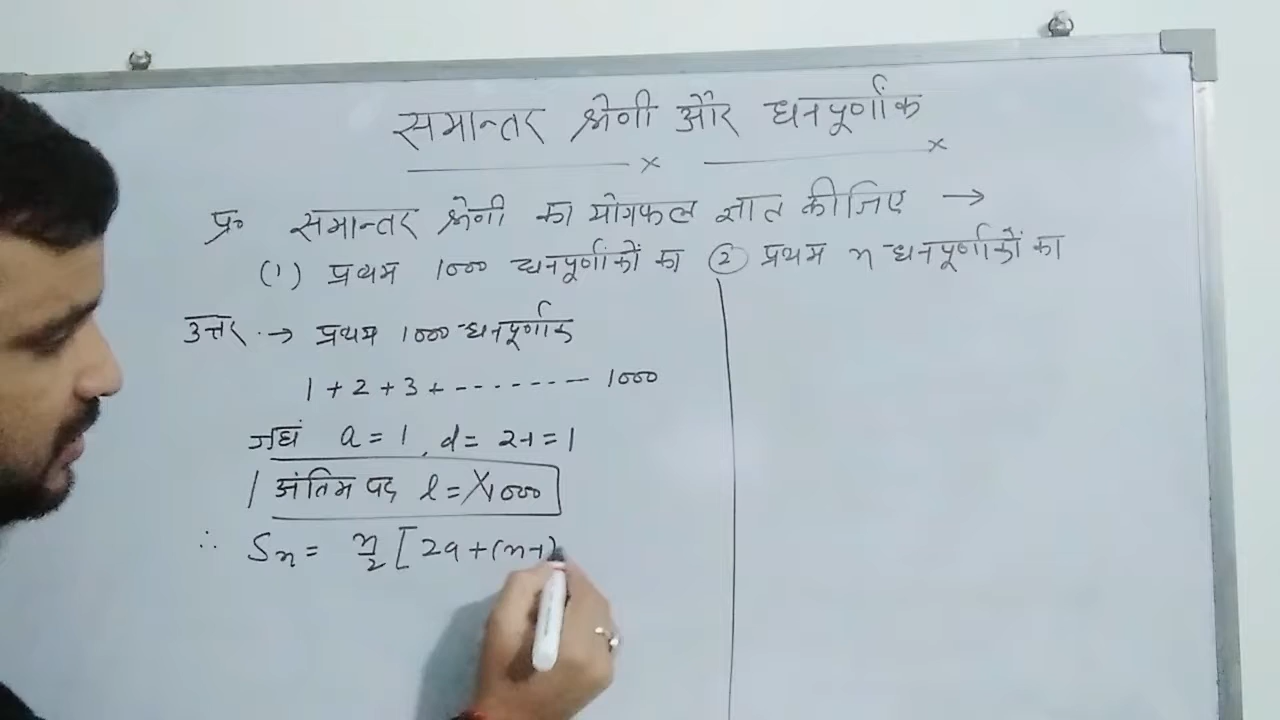 समान्तर श्रेणी और धनपूर्णांक
प्र० समान्तर श्रेणी का योगफल ज्ञात कीजिए →
(1) प्रथम 1000 धनपूर्णांकों का ② प्रथम n धनपूर्णांकों का
उत्तर → प्रथम 1000 धनपूर्णांक
1 + 2 + 3 + ------- 1000
जहां a = 1, d = 2-1 = 1
अंतिम पद l = 1000
∴ Sn = n/2 [ 2a + (n-1)